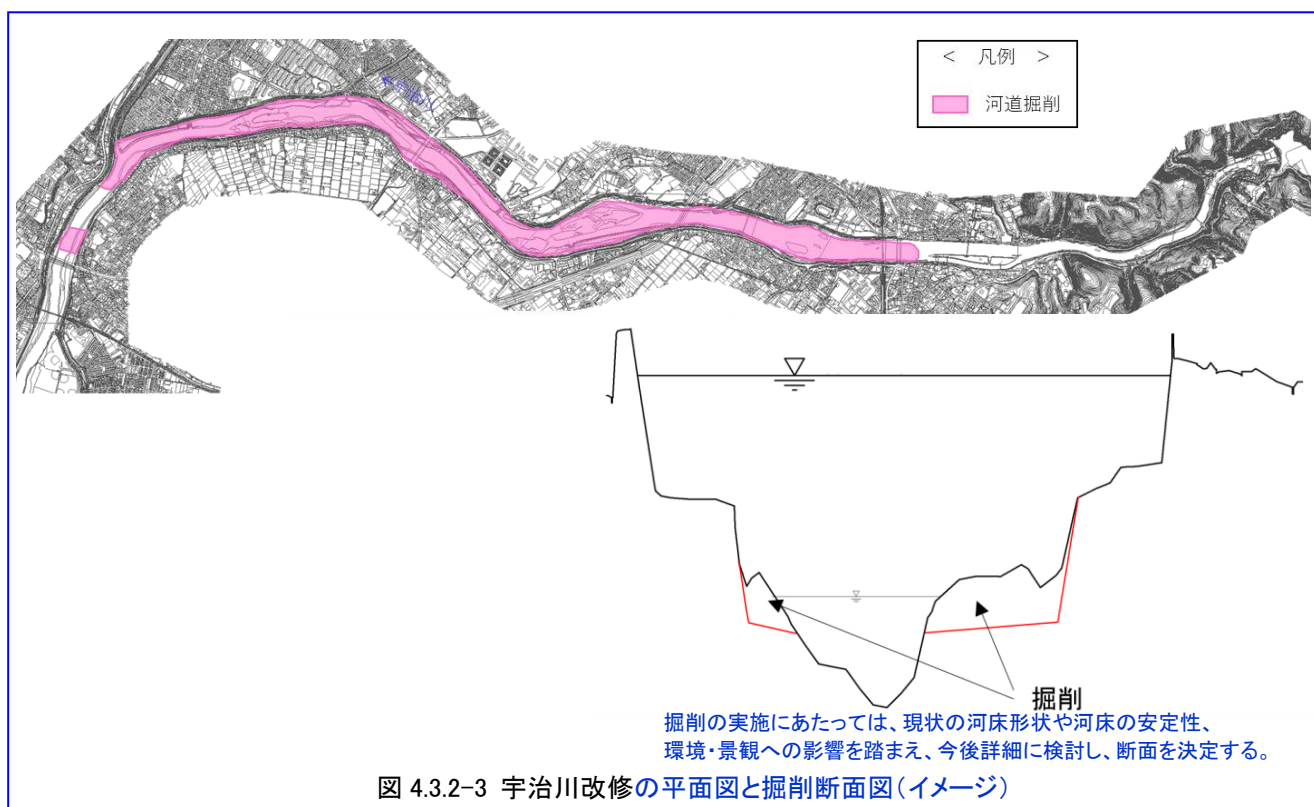 < 凡例 >
河道掘削
←宇治川
掘削
掘削の実施にあたっては、現状の河床形状や河床の安定性、
環境・景観への影響を踏まえ、今後詳細に検討し、断面を決定する。
図 4.3.2-3 宇治川改修の平面図と掘削断面図(イメージ)